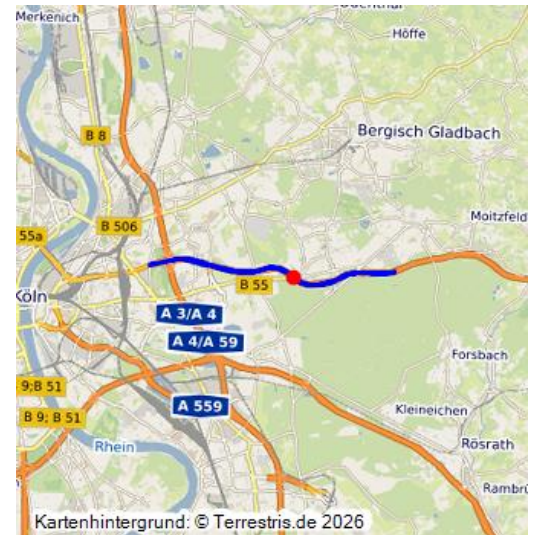 Merkenich
Höffe
B 8
Bergisch Gladbach
Moitzfeld
B 506
55a
B 55
Köln
A 3/A 4
A 4/A 59
Forsbach
9;B 51
A 559
Kleineichen
B 9; B 51
Rösrath
Rhein
Rambrü
Kartenhintergrund: © Terrestris.de 2026